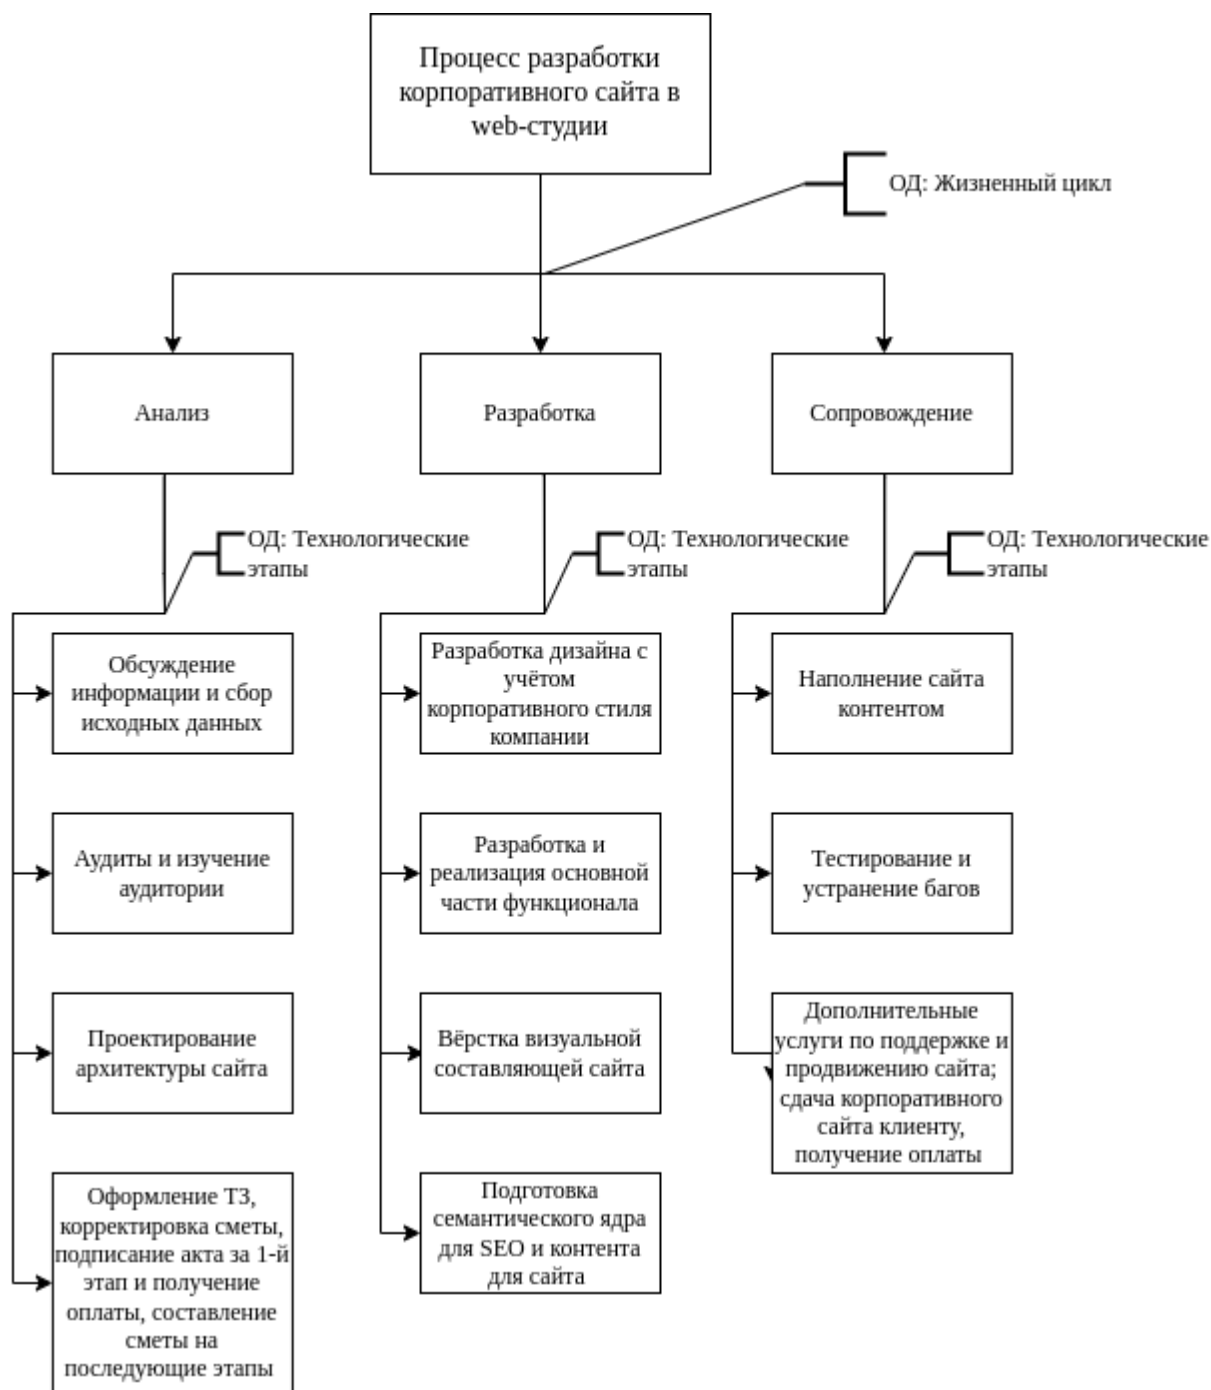 Процесс разработки
корпоративного сайта в
web-студии
ОД: Жизненный цикл
Анализ
Разработка
Сопровождение
ОД: Технологические
этапы
ОД: Технологические
этапы
ОД: Технологические
этапы
Обсуждение
информации и сбор
исходных данных
Разработка дизайна с
учётом
корпоративного стиля
компании
Наполнение сайта
контентом
Аудиты и изучение
аудитории
Разработка и
реализация основной
части функционала
Тестирование и
устранение багов
Проектирование
архитектуры сайта
Вёрстка визуальной
составляющей сайта
Дополнительные
услуги по поддержке и
продвижению сайта;
сдача корпоративного
сайта клиенту,
получение оплаты
Оформление ТЗ,
корректировка сметы,
подписание акта за 1-й
этап и получение
оплаты, составление
сметы на
последующие этапы
Подготовка
семантического ядра
для SEO и контента
для сайта